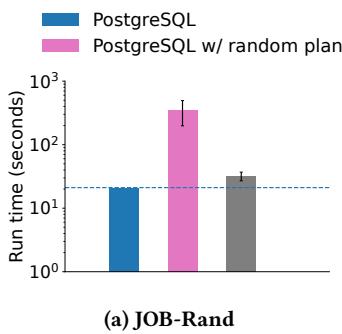 PostgreSQL
PostgreSQL w/ random plan
10³
10²
10¹
10⁰
Run time (seconds)
(a) JOB-Rand